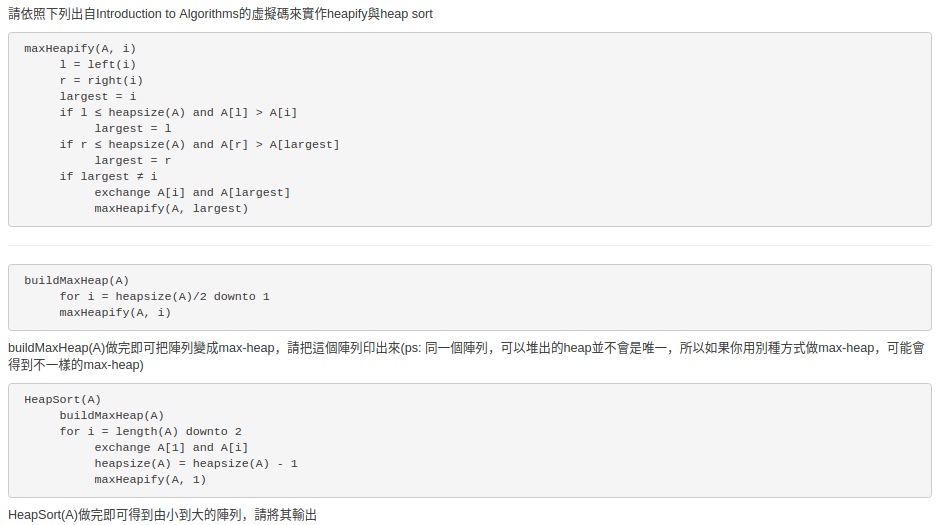 請依照下列出自Introduction to Algorithms的虛擬碼來實作heapify與heap sort
maxHeapify(A, i)
     l = left(i)
     r = right(i)
     largest = i
     if l ≤ heapsize(A) and A[l] > A[i]
          largest = l
     if r ≤ heapsize(A) and A[r] > A[largest]
          largest = r
     if largest ≠ i
          exchange A[i] and A[largest]
          maxHeapify(A, largest)
buildMaxHeap(A)
     for i = heapsize(A)/2 downto 1
     maxHeapify(A, i)
buildMaxHeap(A)做完即可把陣列變成max-heap，請把這個陣列印出來(ps: 同一個陣列，可以堆出的heap並不會是唯一，所以如果你用別種方式做max-heap，可能會
得到不一樣的max-heap)
HeapSort(A)
     buildMaxHeap(A)
     for i = length(A) downto 2
          exchange A[1] and A[i]
          heapsize(A) = heapsize(A) - 1
          maxHeapify(A, 1)
HeapSort(A)做完即可得到由小到大的陣列，請將其輸出